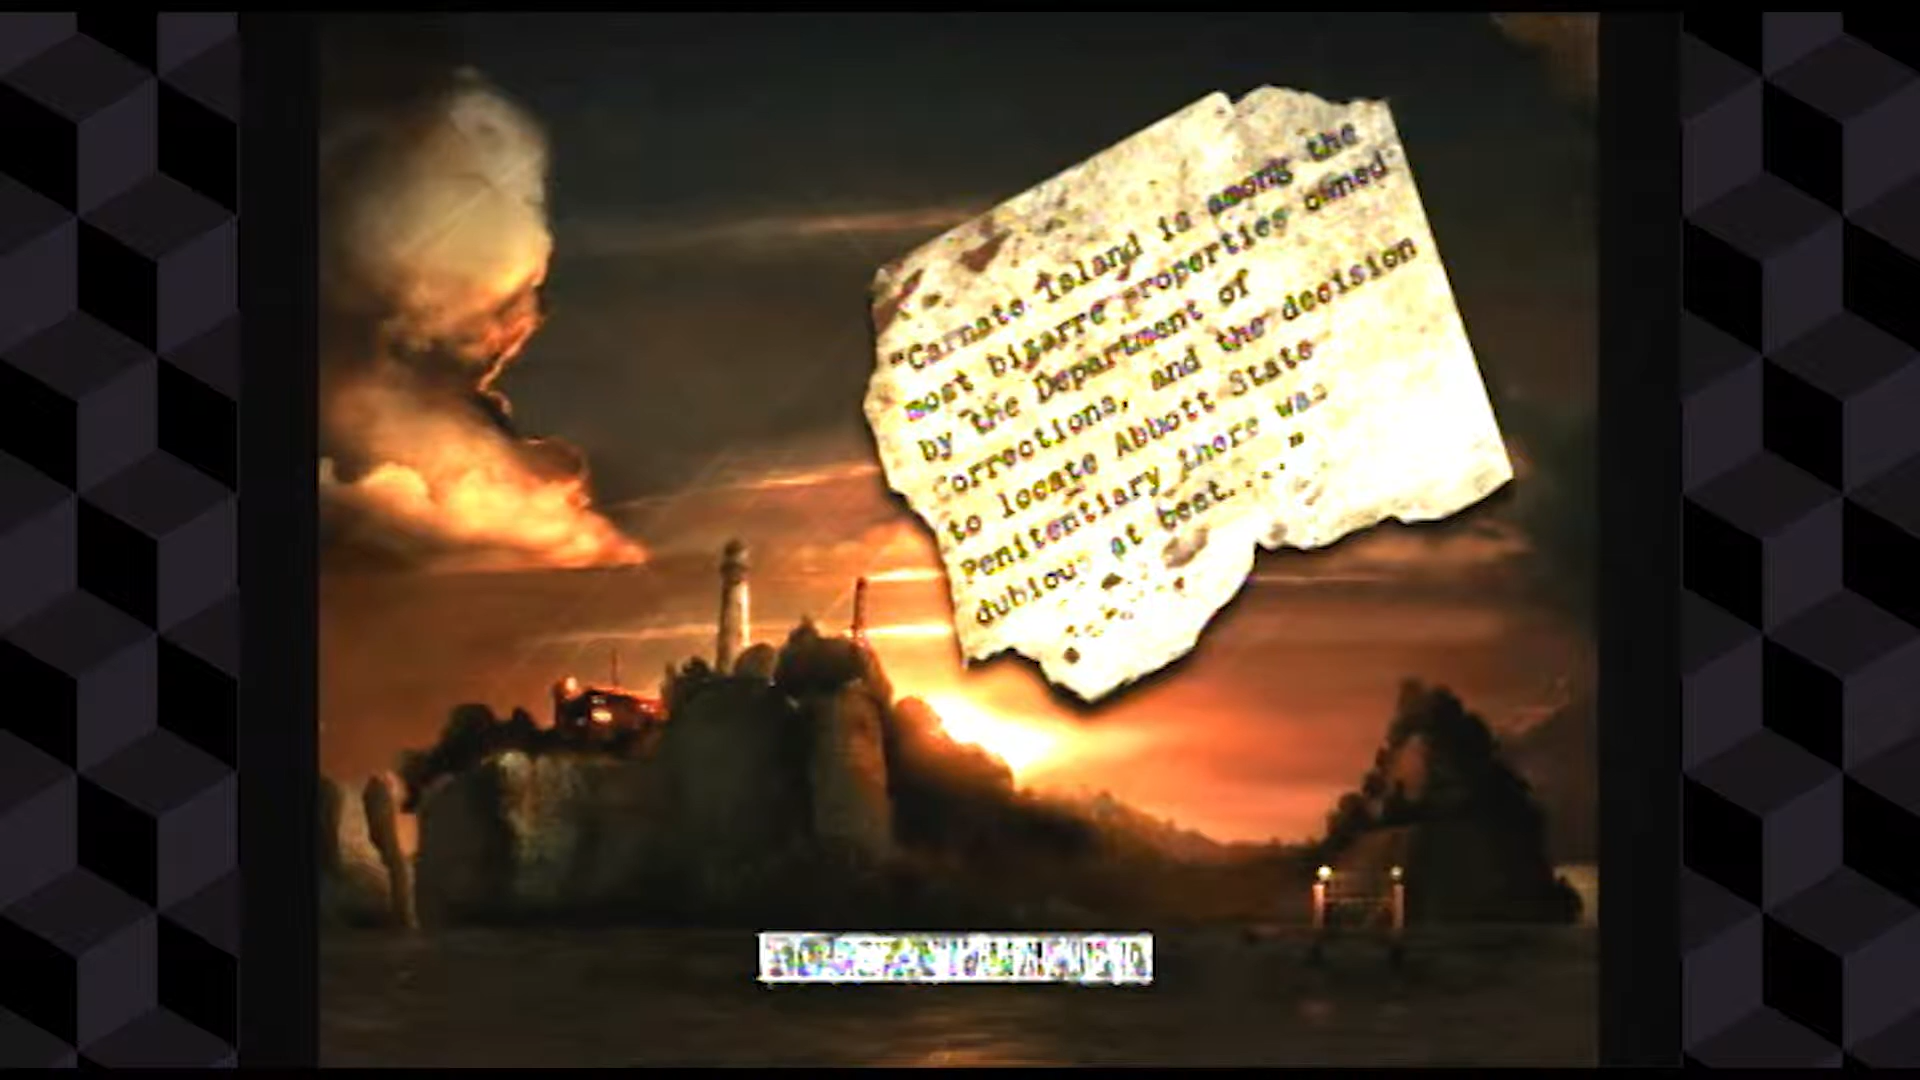 "Carnate Island is among the
most bizarre properties owned
by the Department of
Corrections, and the decision
to locate Abbott State
Penitentiary there was
dubious at best...."